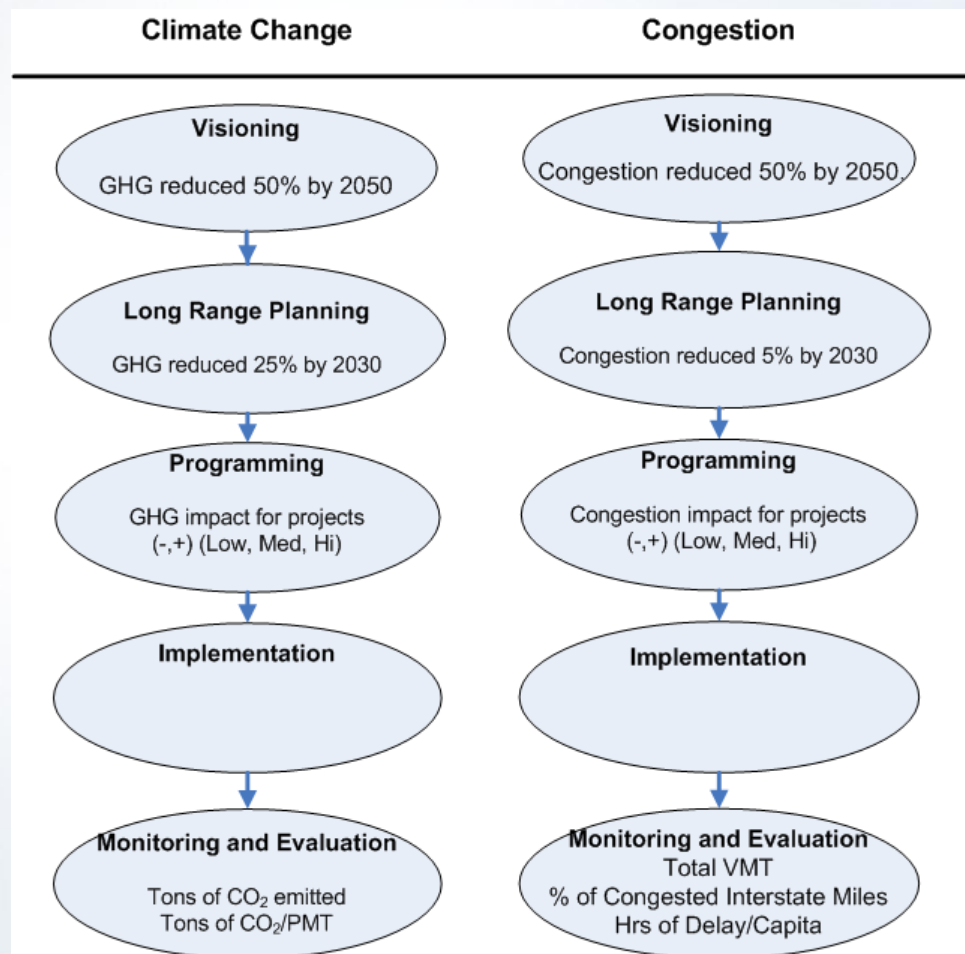 Climate Change
Congestion
Visioning
GHG reduced 50% by 2050
Long Range Planning
GHG reduced 25% by 2030
Programming
GHG impact for projects
(-,+) (Low, Med, Hi)
Implementation
Monitoring and Evaluation
Tons of CO₂ emitted
Tons of CO₂/PMT
Visioning
Congestion reduced 50% by 2050.
Long Range Planning
Congestion reduced 5% by 2030
Programming
Congestion impact for projects
(-,+) (Low, Med, Hi)
Implementation
Monitoring and Evaluation
Total VMT
% of Congested Interstate Miles
Hrs of Delay/Capita